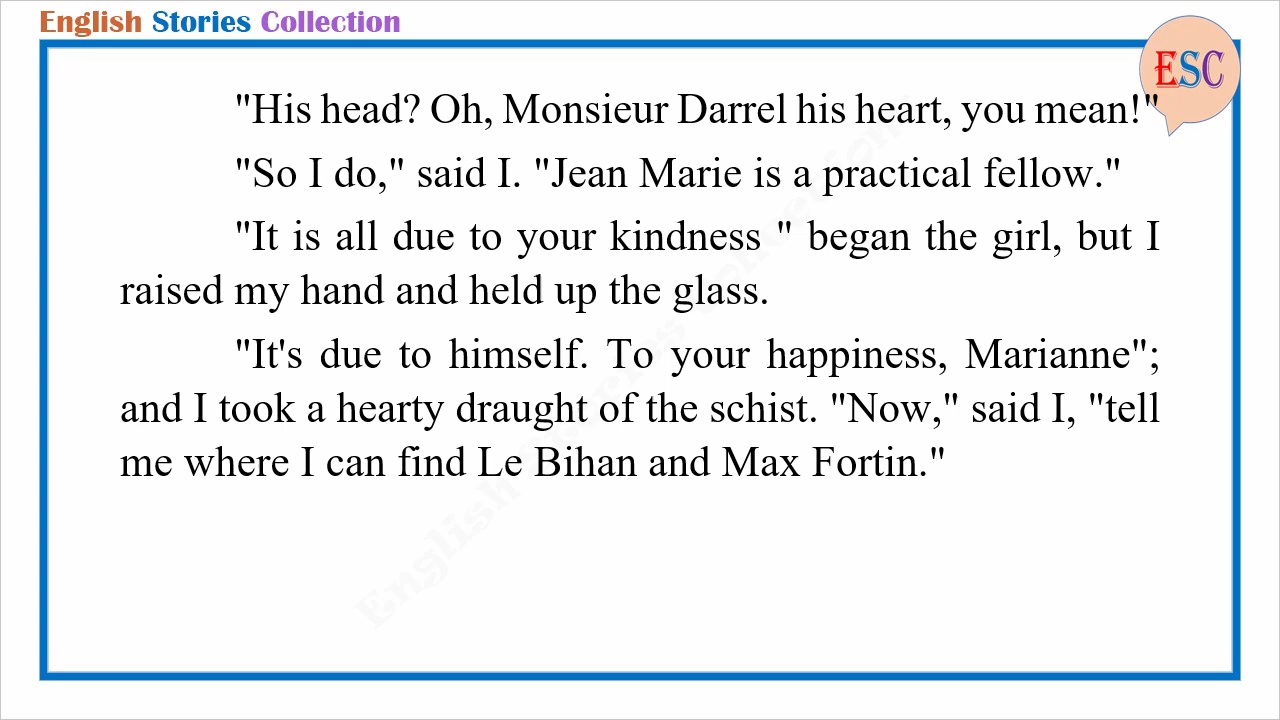 English Stories Collection
ESC
"His head? Oh, Monsieur Darrel his heart, you mean!"
"So I do," said I. "Jean Marie is a practical fellow."
"It is all due to your kindness " began the girl, but I
raised my hand and held up the glass.
"It's due to himself. To your happiness, Marianne";
and I took a hearty draught of the schist. "Now," said I, "tell
me where I can find Le Bihan and Max Fortin."
English Stories Collection